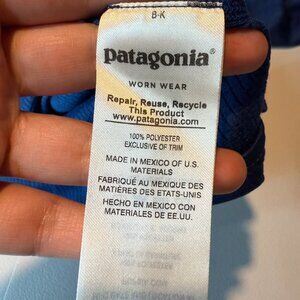 B-K
patagonia®
WORN WEAR
Repair, Reuse, Recycle
This Product
www.patagonia.com
100% POLYESTER
EXCLUSIVE OF TRIM
MADE IN MEXICO OF U.S.
MATERIALS
FABRIQUÉ AU MEXIQUE DES
MATIÈRES DES ETATS-UNIS
HECHO EN MÉXICO CON
MATERIALES DE EE.UU.